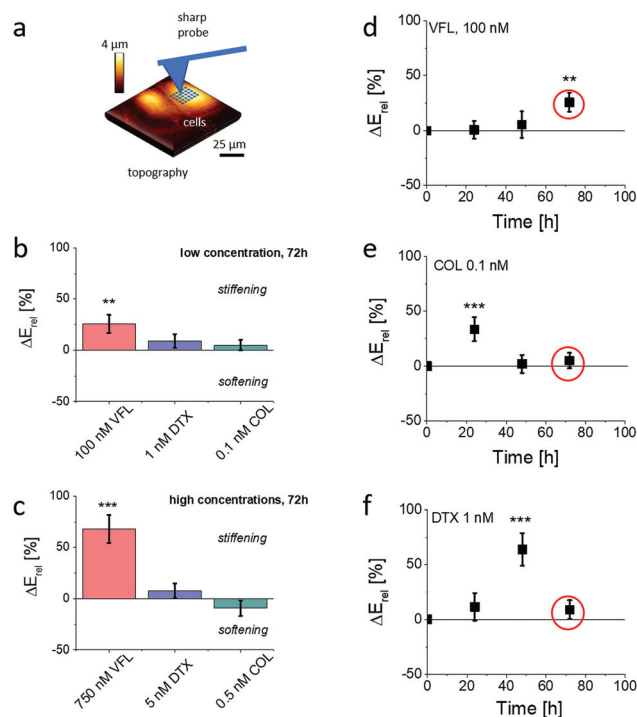 a
sharp
probe
4 µm
cells
25 µm
topography
b
low concentration, 72h
100
50
0
-50
ΔE_rel [%]
**
stiffening
softening
100 nM VFL
1 nM DTX
0.1 nM COL
c
high concentrations, 72h
100
50
0
-50
ΔE_rel [%]
***
stiffening
softening
750 nM VFL
5 nM DTX
0.5 nM COL
d
VFL, 100 nM
100
50
0
-50
ΔE_rel [%]
**
0 20 40 60 80 100
Time [h]
e
COL 0.1 nM
100
50
0
-50
ΔE_rel [%]
***
0 20 40 60 80 100
Time [h]
f
DTX 1 nM
100
50
0
-50
ΔE_rel [%]
***
0 20 40 60 80 100
Time [h]